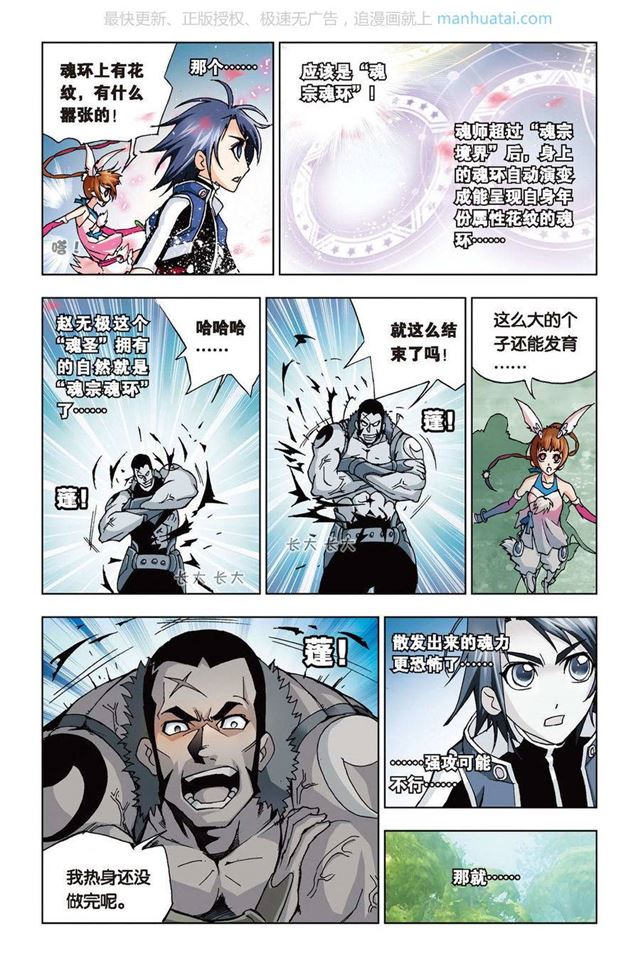 最快更新、正版授权、极速无广告，追漫画就上 manhuatai.com
魂环上有花
纹，有什么
嚣张的！
那个……
嗒！
应该是“魂
宗魂环”！
魂师超过“魂宗
境界”后，身上
的魂环自动演变
成能呈现自身年
份属性花纹的魂
环……
赵无极这个
“魂圣”拥有
的自然就是
“魂宗魂环”
了……
哈哈哈
……
蓬！
长大 长大
就这么结
束了吗！
蓬！
长大 长大
这么大的个
子还能发育
……
蓬！
我热身还没
做完呢。
散发出来的魂力
更恐怖了……
……强攻可能
不行……
那就……